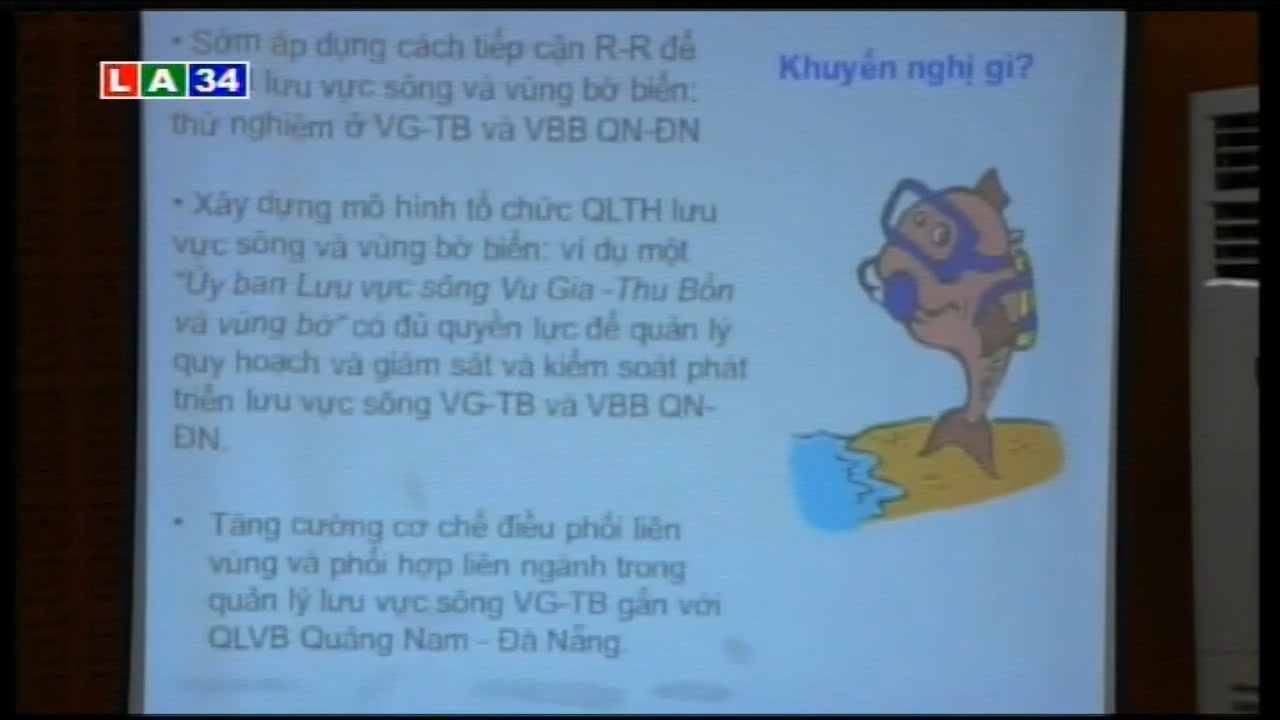 • Sớm áp dụng cách tiếp cận R-R để
lưu vực sông và vùng bờ biển:
thử nghiệm ở VG-TB và VBB QN-ĐN
Khuyến nghị gì?
LA34
• Xây dựng mô hình tổ chức QLTH lưu
vực sông và vùng bờ biển: ví dụ một
"Ủy ban Lưu vực sông Vu Gia -Thu Bồn
và vùng bờ" có đủ quyền lực để quản lý
quy hoạch và giám sát và kiểm soát phát
triển lưu vực sông VG-TB và VBB QN-
ĐN.
• Tăng cường cơ chế điều phối liên
vùng và phối hợp liên ngành trong
quản lý lưu vực sông VG-TB gắn với
QLVB Quảng Nam - Đà Nẵng.